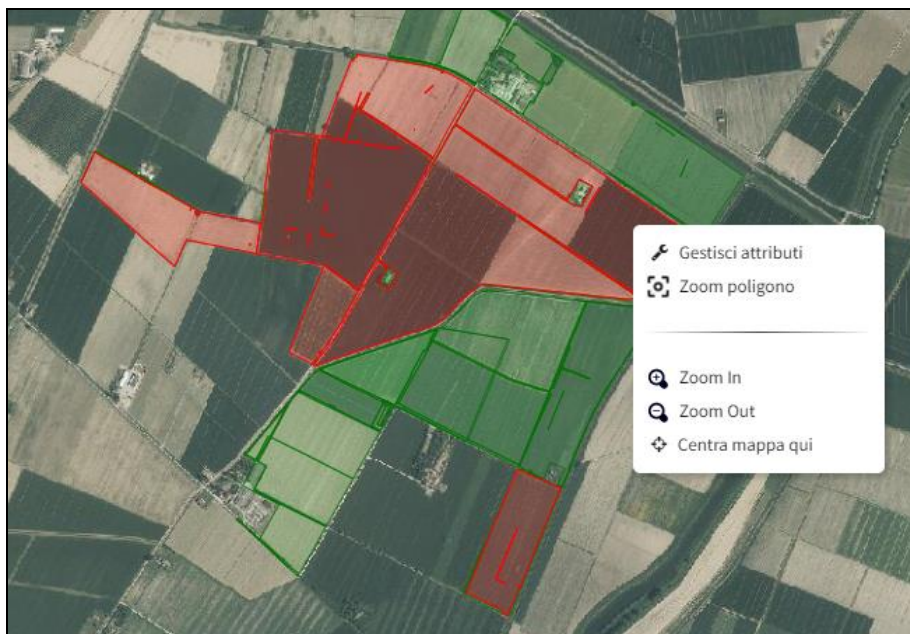 Gestisci attributi
Zoom poligono
Zoom In
Zoom Out
Centra mappa qui